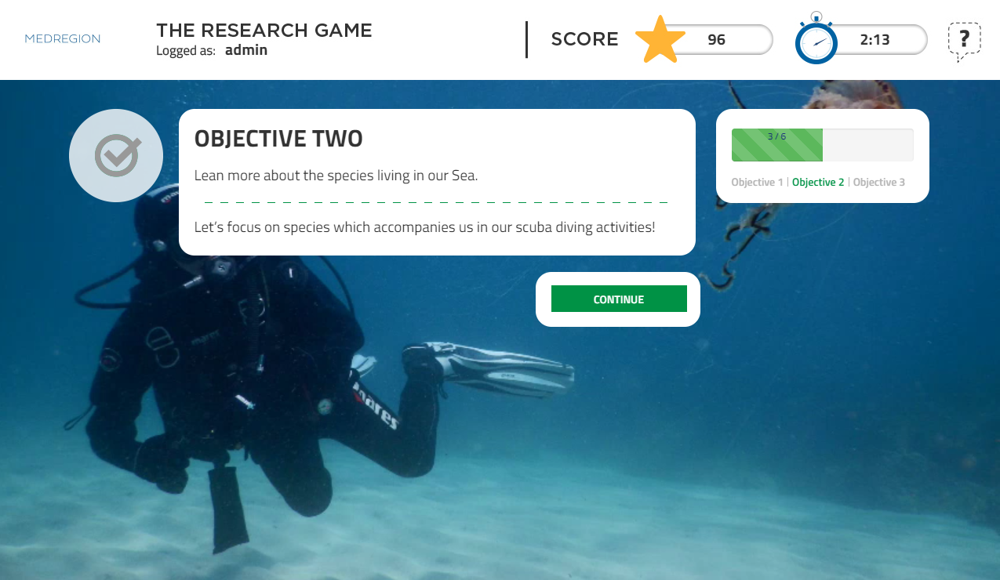 MEDREGION
THE RESEARCH GAME
Logged as: admin
SCORE
96
2:13
?
OBJECTIVE TWO
Lean more about the species living in our Sea.
Let's focus on species which accompanies us in our scuba diving activities!
3 / 6
Objective 1 | Objective 2 | Objective 3
CONTINUE
mares
mares